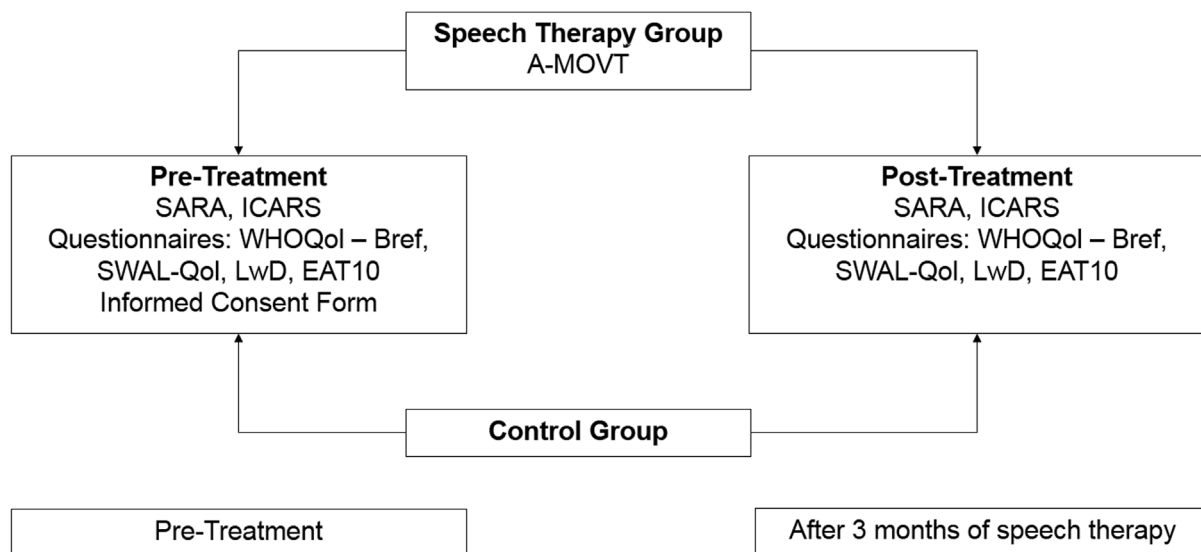 Speech Therapy Group
A-MOVT
Pre-Treatment
SARA, ICARS
Questionnaires: WHOQol – Bref,
SWAL-Qol, LwD, EAT10
Informed Consent Form
Post-Treatment
SARA, ICARS
Questionnaires: WHOQol – Bref,
SWAL-Qol, LwD, EAT10
Control Group
Pre-Treatment
After 3 months of speech therapy